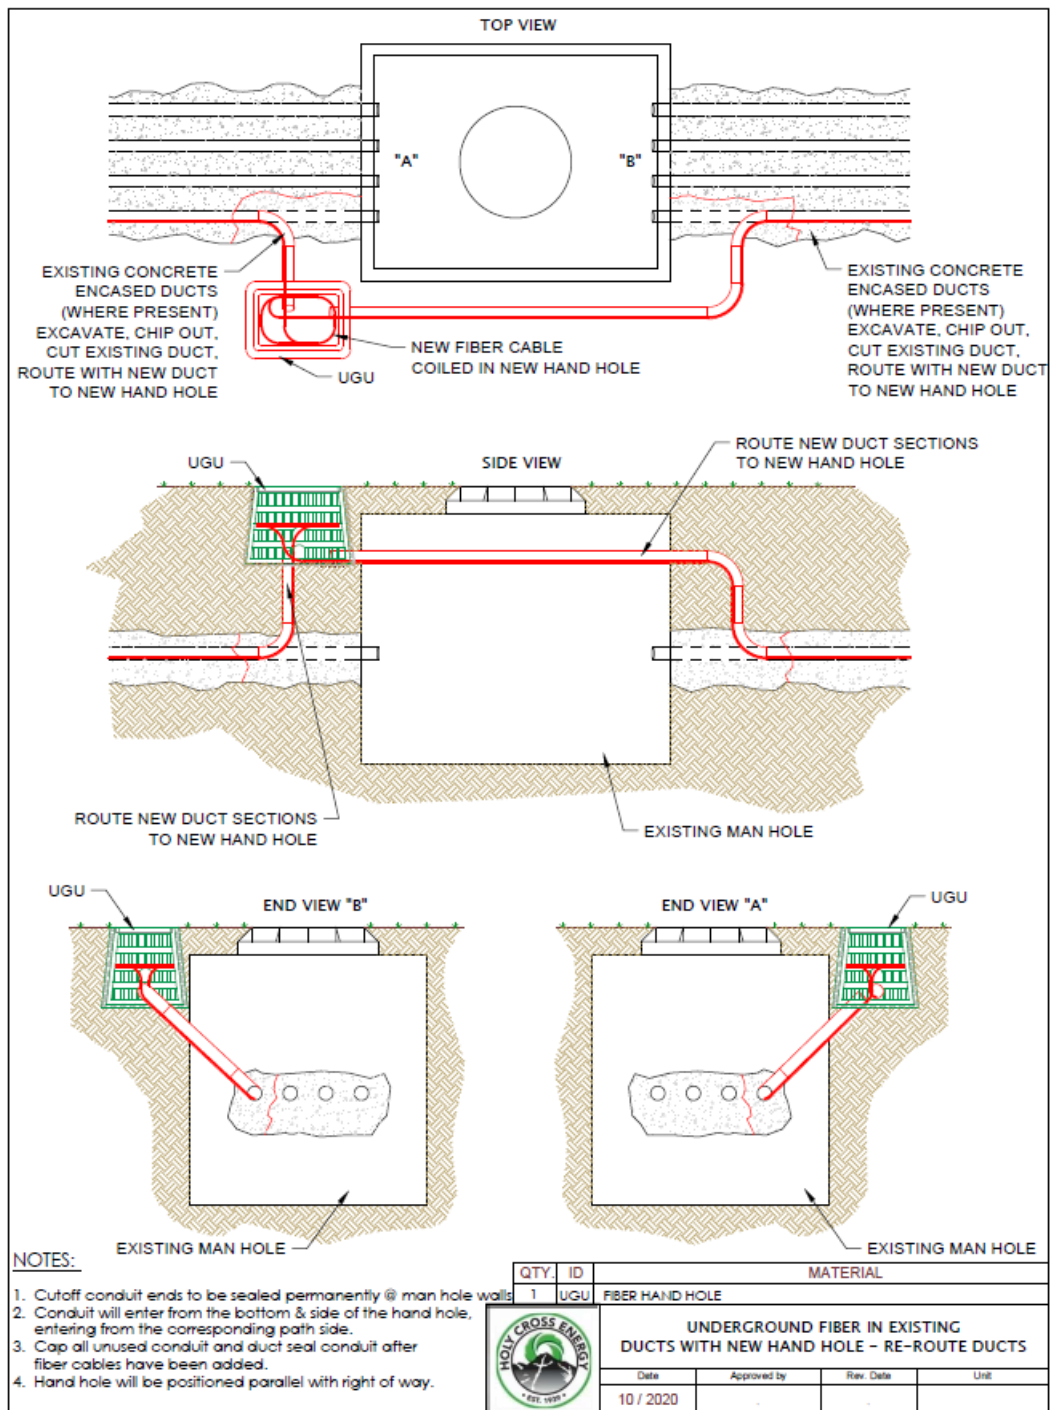 TOP VIEW
"A"
"B"
EXISTING CONCRETE
ENCASED DUCTS
(WHERE PRESENT)
EXCAVATE, CHIP OUT,
CUT EXISTING DUCT,
ROUTE WITH NEW DUCT
TO NEW HAND HOLE
NEW FIBER CABLE
COILED IN NEW HAND HOLE
UGU
EXISTING CONCRETE
ENCASED DUCTS
(WHERE PRESENT)
EXCAVATE, CHIP OUT,
CUT EXISTING DUCT,
ROUTE WITH NEW DUCT
TO NEW HAND HOLE
UGU
SIDE VIEW
ROUTE NEW DUCT SECTIONS
TO NEW HAND HOLE
ROUTE NEW DUCT SECTIONS
TO NEW HAND HOLE
EXISTING MAN HOLE
UGU
END VIEW "B"
END VIEW "A"
UGU
EXISTING MAN HOLE
EXISTING MAN HOLE
NOTES:
1. Cutoff conduit ends to be sealed permanently @ man hole walls
2. Conduit will enter from the bottom & side of the hand hole,
entering from the corresponding path side.
3. Cap all unused conduit and duct seal conduit after
fiber cables have been added.
4. Hand hole will be positioned parallel with right of way.
QTY. ID MATERIAL
1 UGU FIBER HAND HOLE
HOLY CROSS ENERGY
• EST. 1939 •
UNDERGROUND FIBER IN EXISTING
DUCTS WITH NEW HAND HOLE - RE-ROUTE DUCTS
Date Approved by Rev. Date Unit
10 / 2020